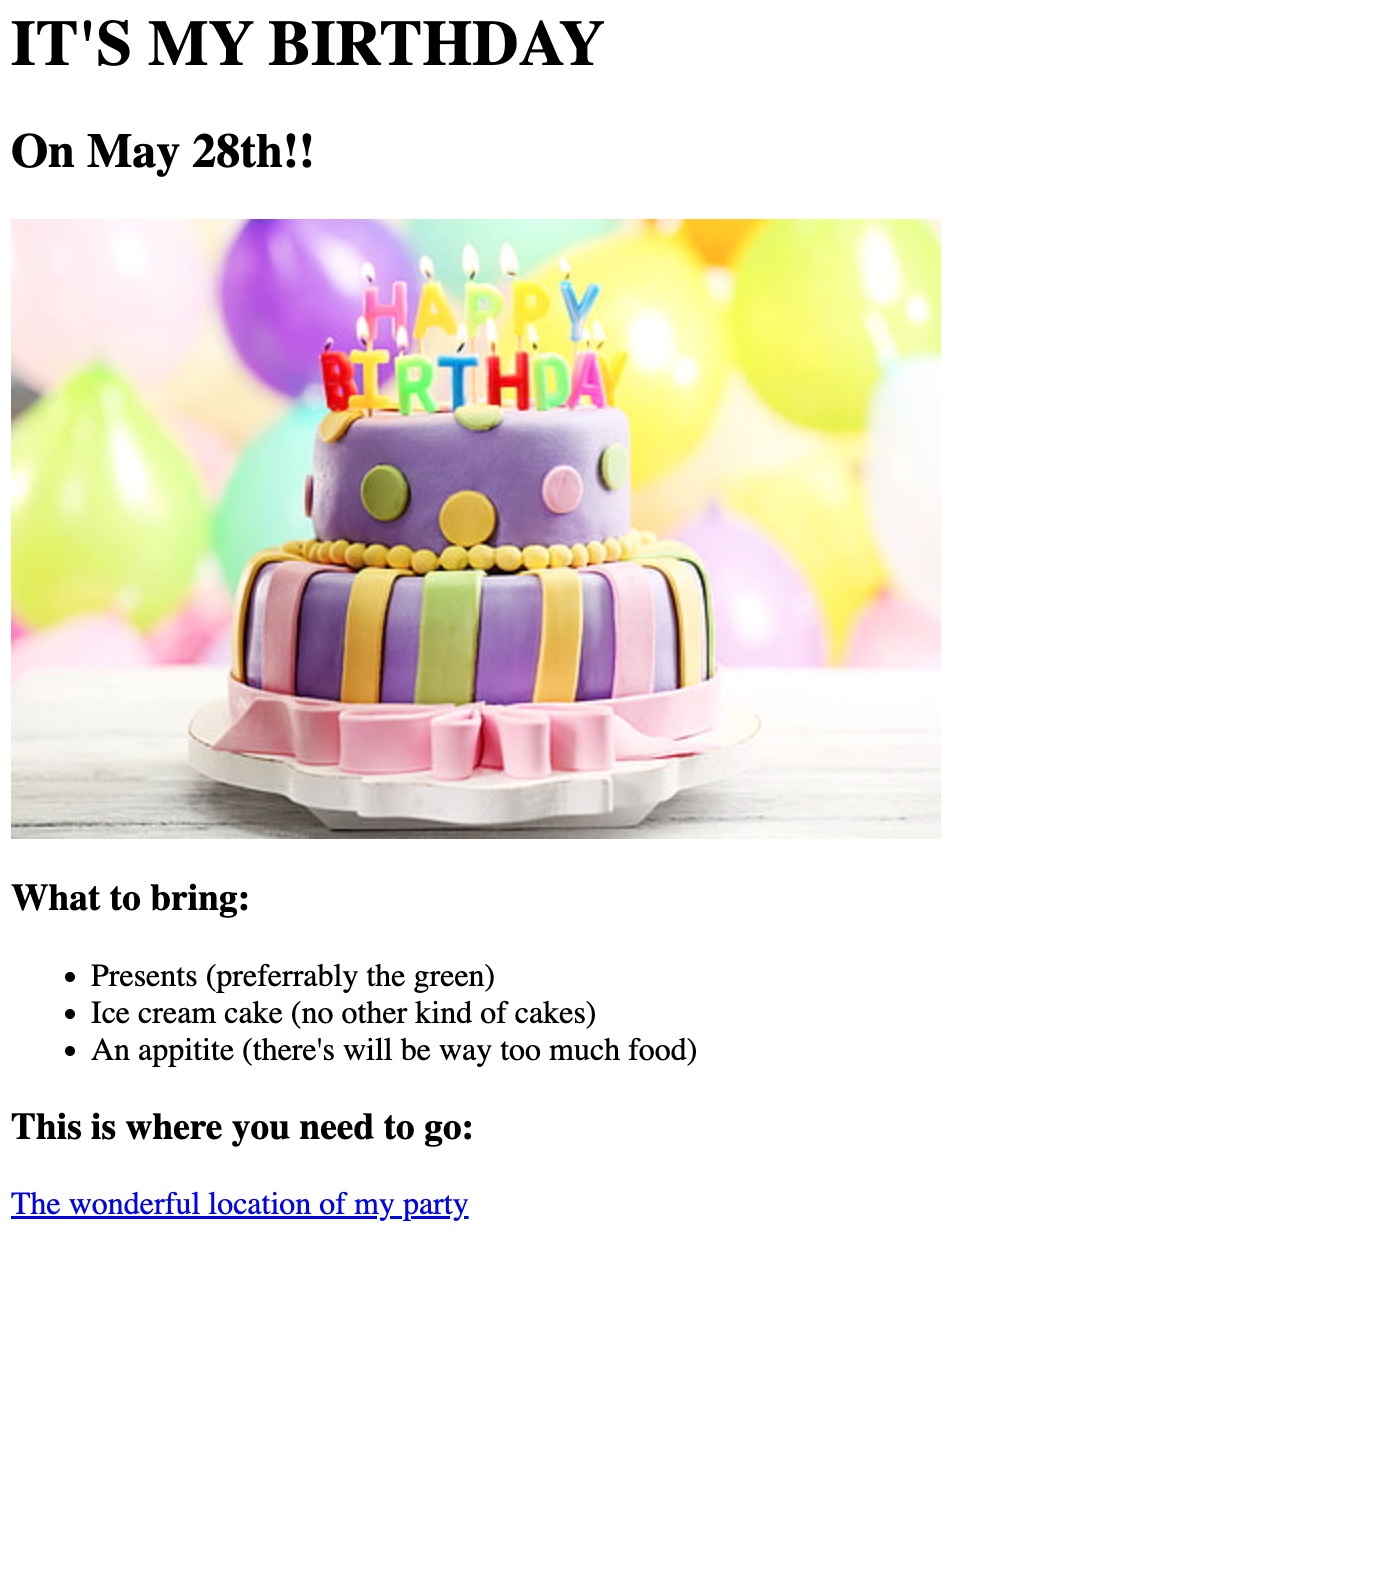 IT'S MY BIRTHDAY
On May 28th!!
HAPPY
BIRTHDAY
What to bring:
• Presents (preferrably the green)
• Ice cream cake (no other kind of cakes)
• An appitite (there's will be way too much food)
This is where you need to go:
The wonderful location of my party